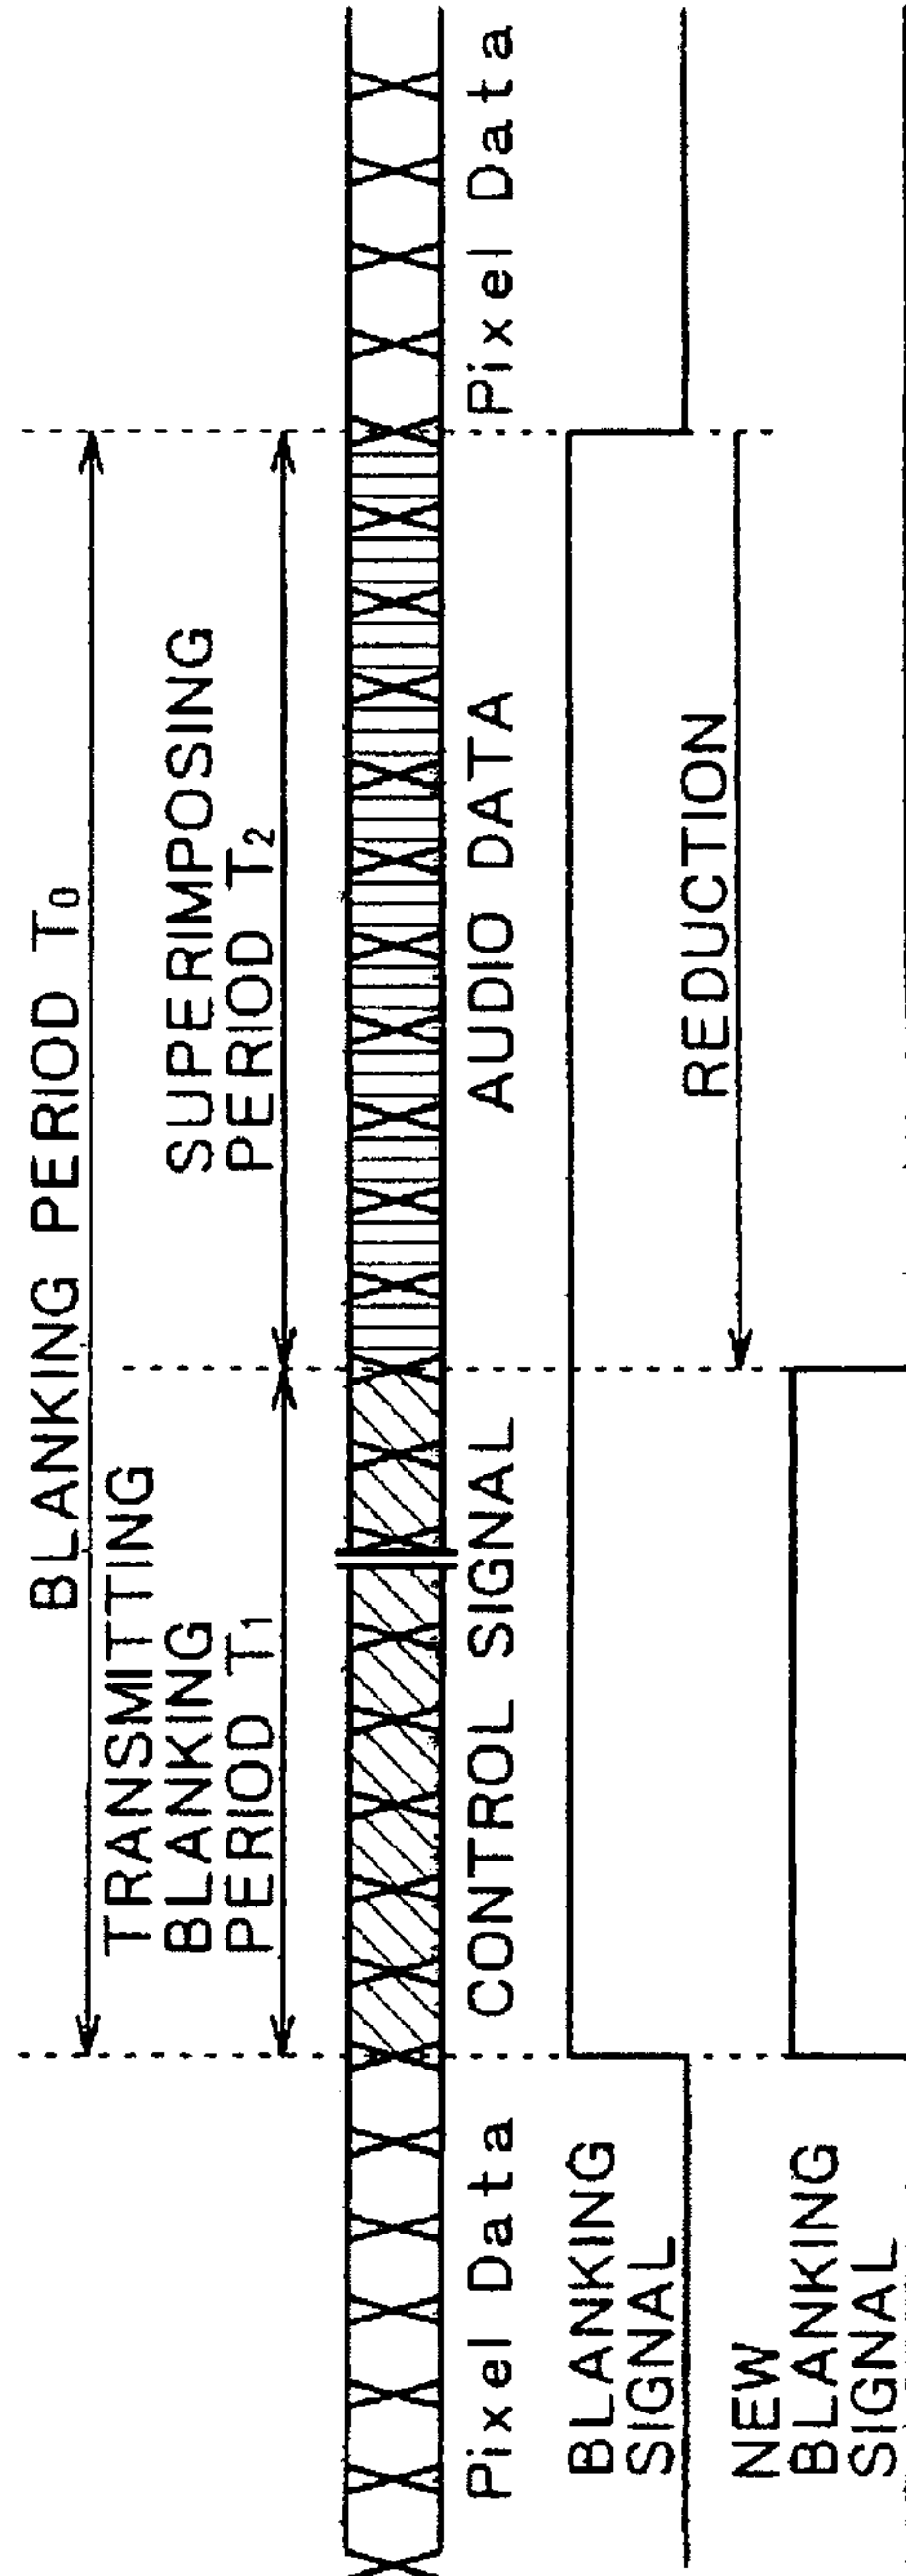 BLANKING PERIOD T0
TRANSMITTING
BLANKING
PERIOD T1
SUPERIMPOSING
PERIOD T2
Pixel Data
CONTROL SIGNAL
AUDIO DATA
Pixel Data
BLANKING
SIGNAL
REDUCTION
NEW
BLANKING
SIGNAL